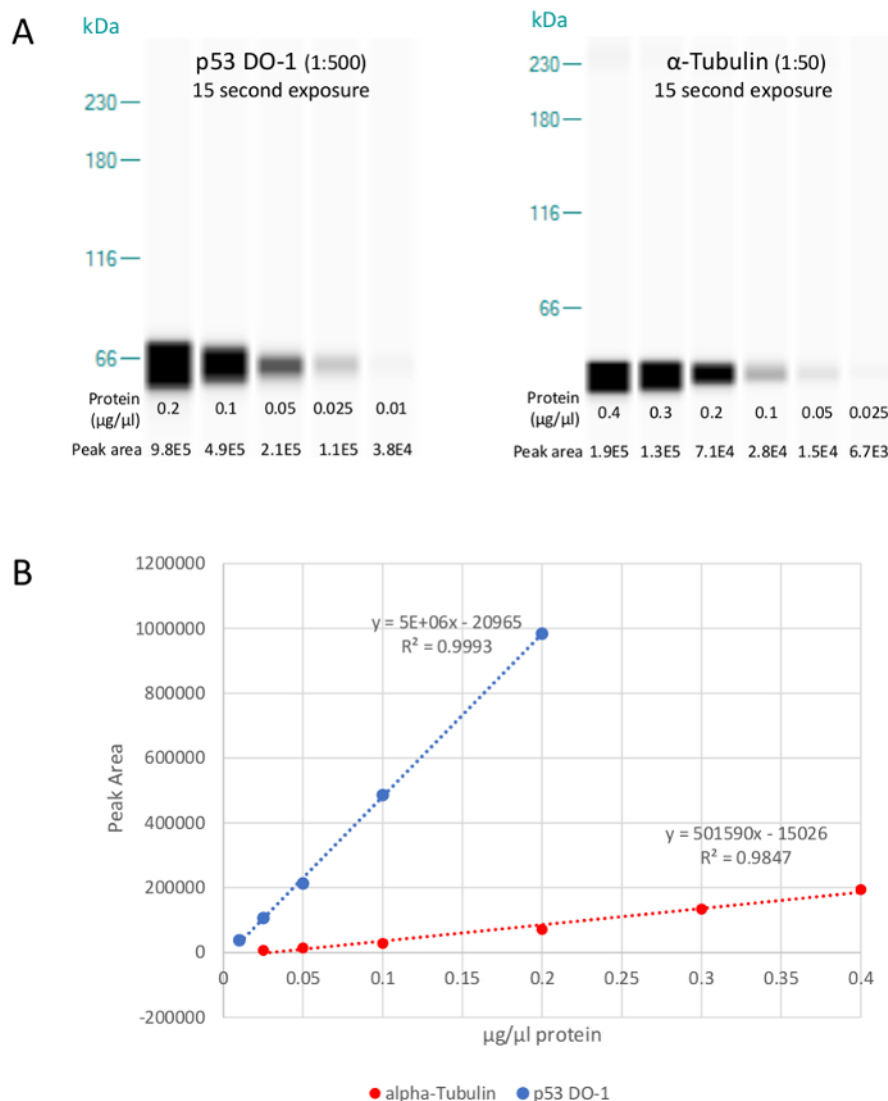 A
kDa
p53 DO-1 (1:500)
15 second exposure
230
180
116
66
Protein
(µg/µl)
0.2 0.1 0.05 0.025 0.01
Peak area 9.8E5 4.9E5 2.1E5 1.1E5 3.8E4
kDa
α-Tubulin (1:50)
15 second exposure
230
180
116
66
66
Protein
(µg/µl)
0.4 0.3 0.2 0.1 0.05 0.025
Peak area 1.9E5 1.3E5 7.1E4 2.8E4 1.5E4 6.7E3
B
1200000
1000000
800000
600000
400000
200000
0
-200000
Peak Area
y = 5E+06x - 20965
R² = 0.9993
y = 501590x - 15026
R² = 0.9847
0 0.05 0.1 0.15 0.2 0.25 0.3 0.35 0.4
µg/µl protein
alpha-Tubulin p53 DO-1